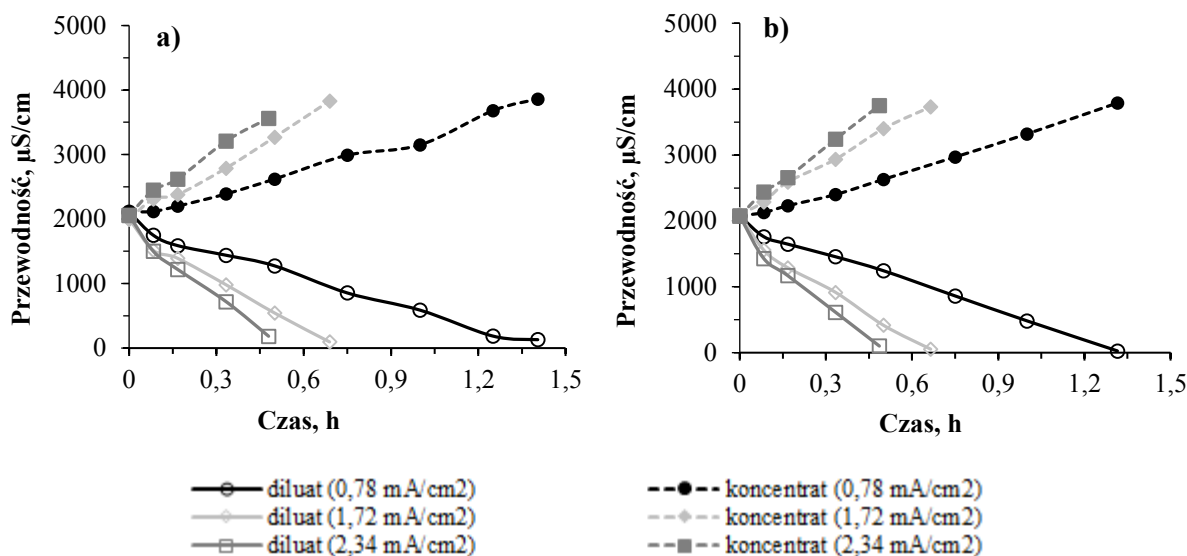 a)
Przewodność, µS/cm
5000
4000
3000
2000
1000
0
0 0,3 0,6 0,9 1,2 1,5
Czas, h
b)
Przewodność, µS/cm
5000
4000
3000
2000
1000
0
0 0,3 0,6 0,9 1,2 1,5
Czas, h
diluat (0,78 mA/cm2)
diluat (1,72 mA/cm2)
diluat (2,34 mA/cm2)
koncentrat (0,78 mA/cm2)
koncentrat (1,72 mA/cm2)
koncentrat (2,34 mA/cm2)